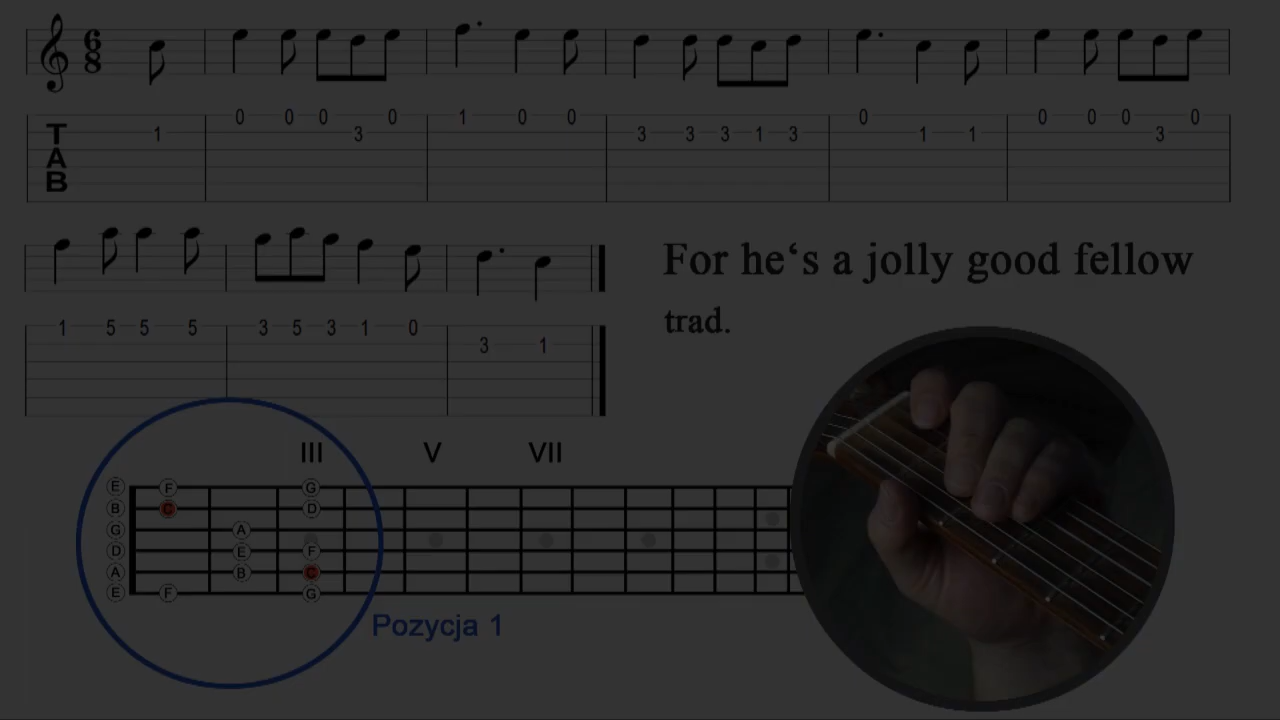 6
8
T
A
B
0 0 0 0 1 0 0 0 0 0 0 0
1 3 3 3 3 1 3 1 1 3
For he‘s a jolly good fellow
trad.
1 5 5 5 3 5 3 1 0
3 1
III V VII
E F G
B C D
G A
D E F
A B C
E F G
Pozycja 1